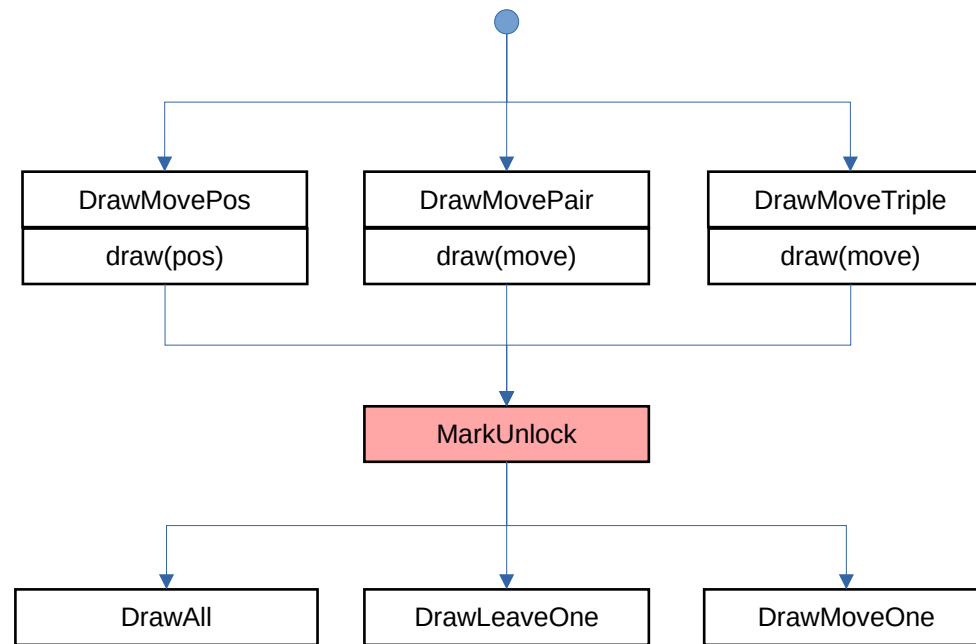 DrawMovePos
DrawMovePair
DrawMoveTriple
draw(pos)
draw(move)
draw(move)
MarkUnlock
DrawAll
DrawLeaveOne
DrawMoveOne